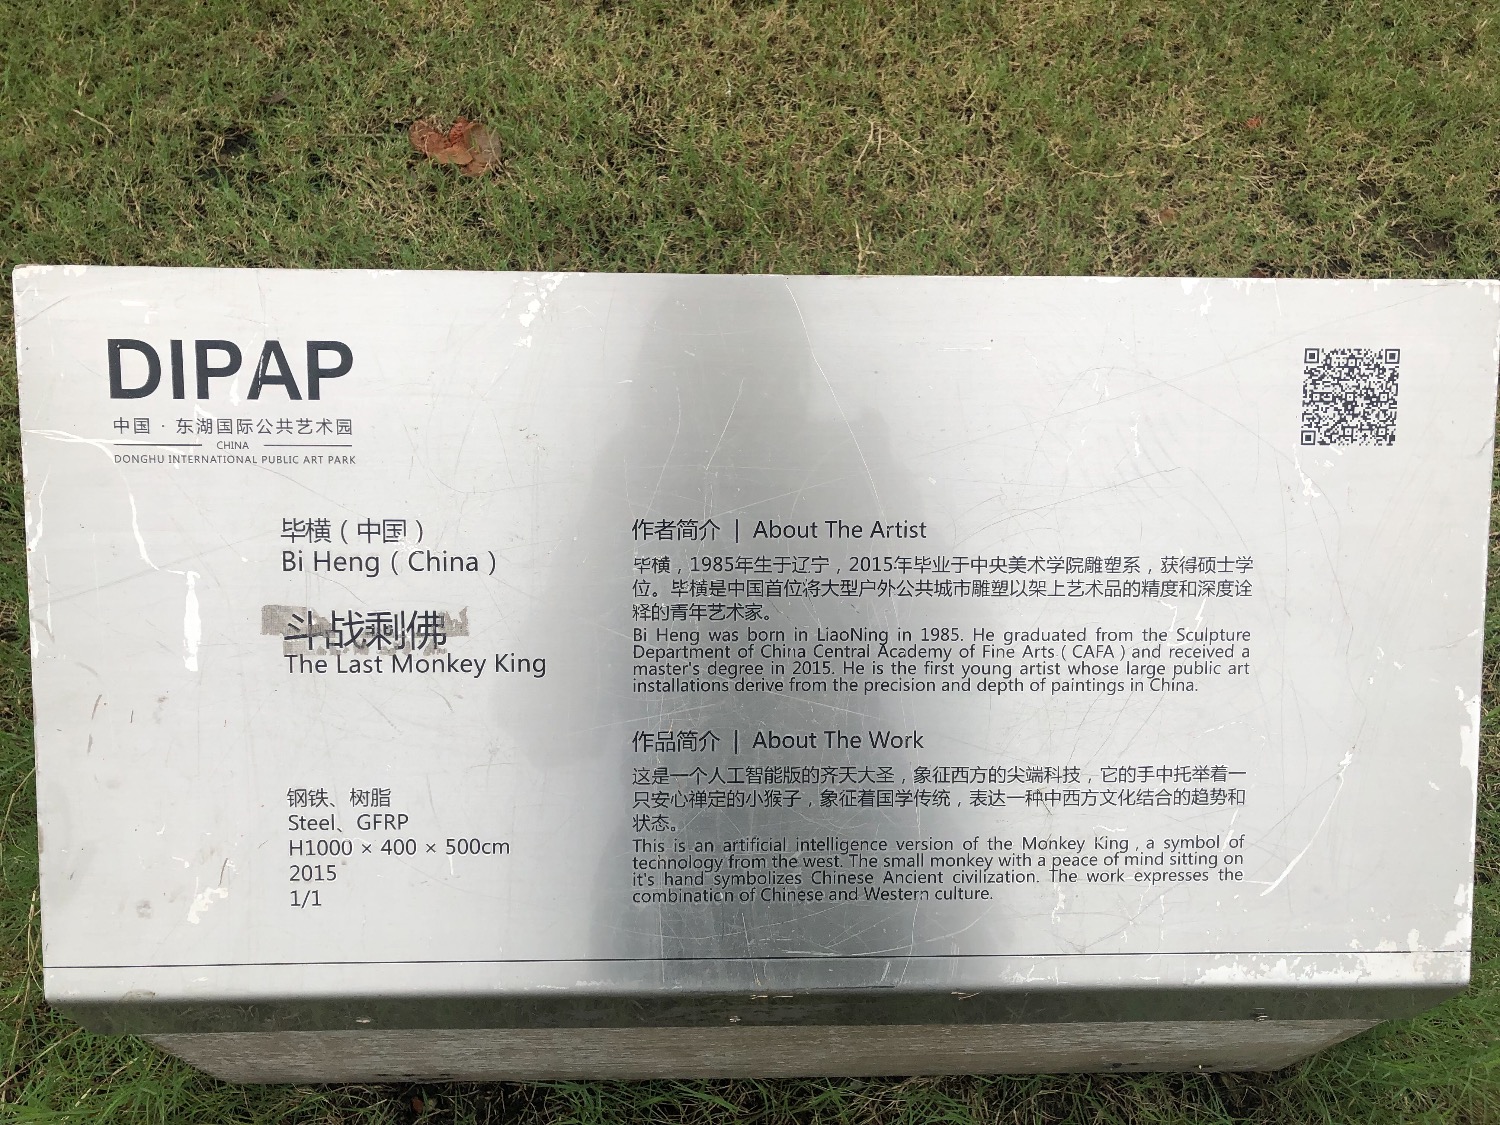 DIPAP
中国 · 东湖国际公共艺术园
CHINA
DONGHU INTERNATIONAL PUBLIC ART PARK
毕横（中国）
Bi Heng（China）
斗战剩佛
The Last Monkey King
钢铁、树脂
Steel、GFRP
H1000 × 400 × 500cm
2015
1/1
作者简介 | About The Artist
毕横，1985年生于辽宁，2015年毕业于中央美术学院雕塑系，获得硕士学
位。毕横是中国首位将大型户外公共城市雕塑以架上艺术品的精度和深度诠
释的青年艺术家。
Bi Heng was born in LiaoNing in 1985. He graduated from the Sculpture
Department of China Central Academy of Fine Arts（CAFA）and received a
master's degree in 2015. He is the first young artist whose large public art
installations derive from the precision and depth of paintings in China.
作品简介 | About The Work
这是一个人工智能版的齐天大圣，象征西方的尖端科技，它的手中托举着一
只安心禅定的小猴子，象征着国学传统，表达一种中西方文化结合的趋势和
状态。
This is an artificial intelligence version of the Monkey King , a symbol of
technology from the west. The small monkey with a peace of mind sitting on
it's hand symbolizes Chinese Ancient civilization. The work expresses the
combination of Chinese and Western culture.